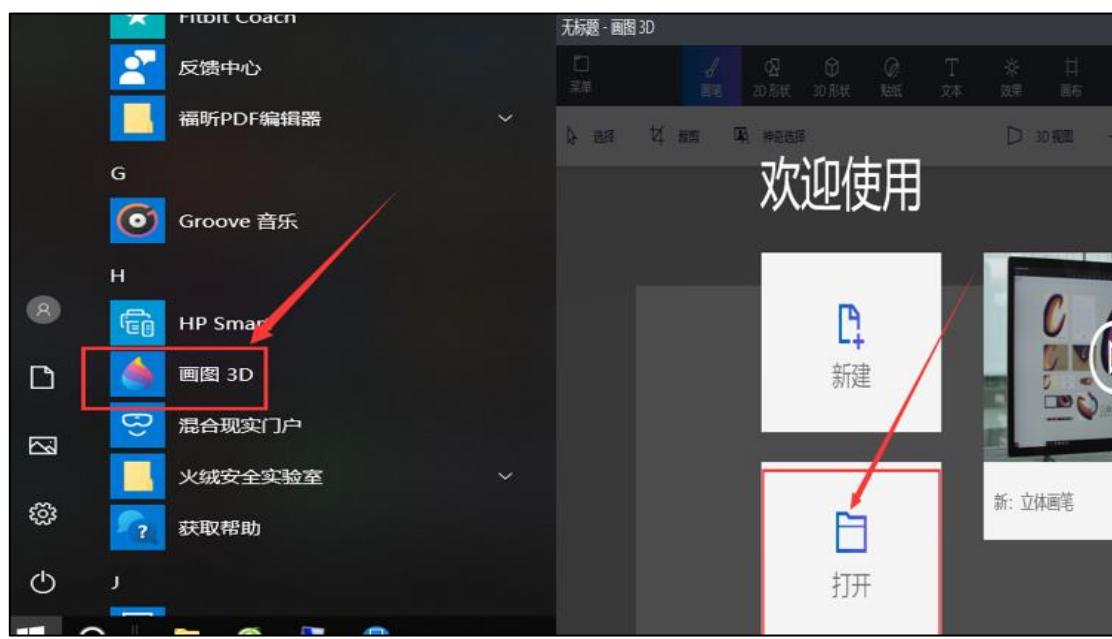 Fitbit Coach
反馈中心
福昕PDF编辑器
G
Groove 音乐
H
HP Smart
画图 3D
混合现实门户
火绒安全实验室
获取帮助
J
无标题 - 画图 3D
菜单
画笔
2D 形状
3D 形状
贴纸
文本
效果
画布
选择
裁剪
神奇选择
3D 视图
欢迎使用
新建
打开
新: 立体画笔